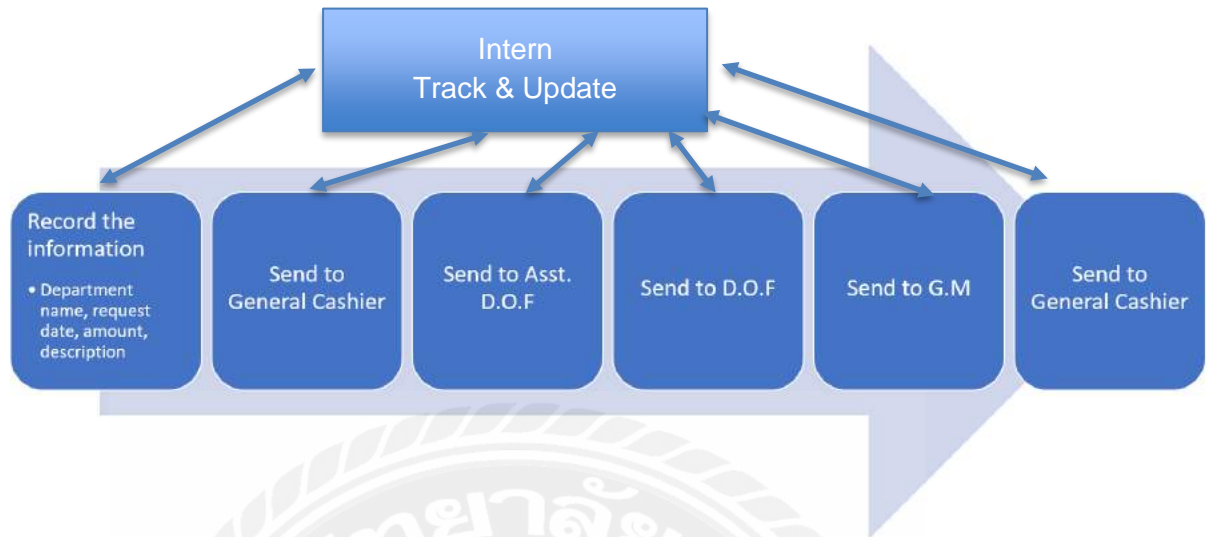 Intern
Track & Update
Record the
information
• Department
name, request
date, amount,
description
Send to
General Cashier
Send to Asst.
D.O.F
Send to D.O.F
Send to G.M
Send to
General Cashier